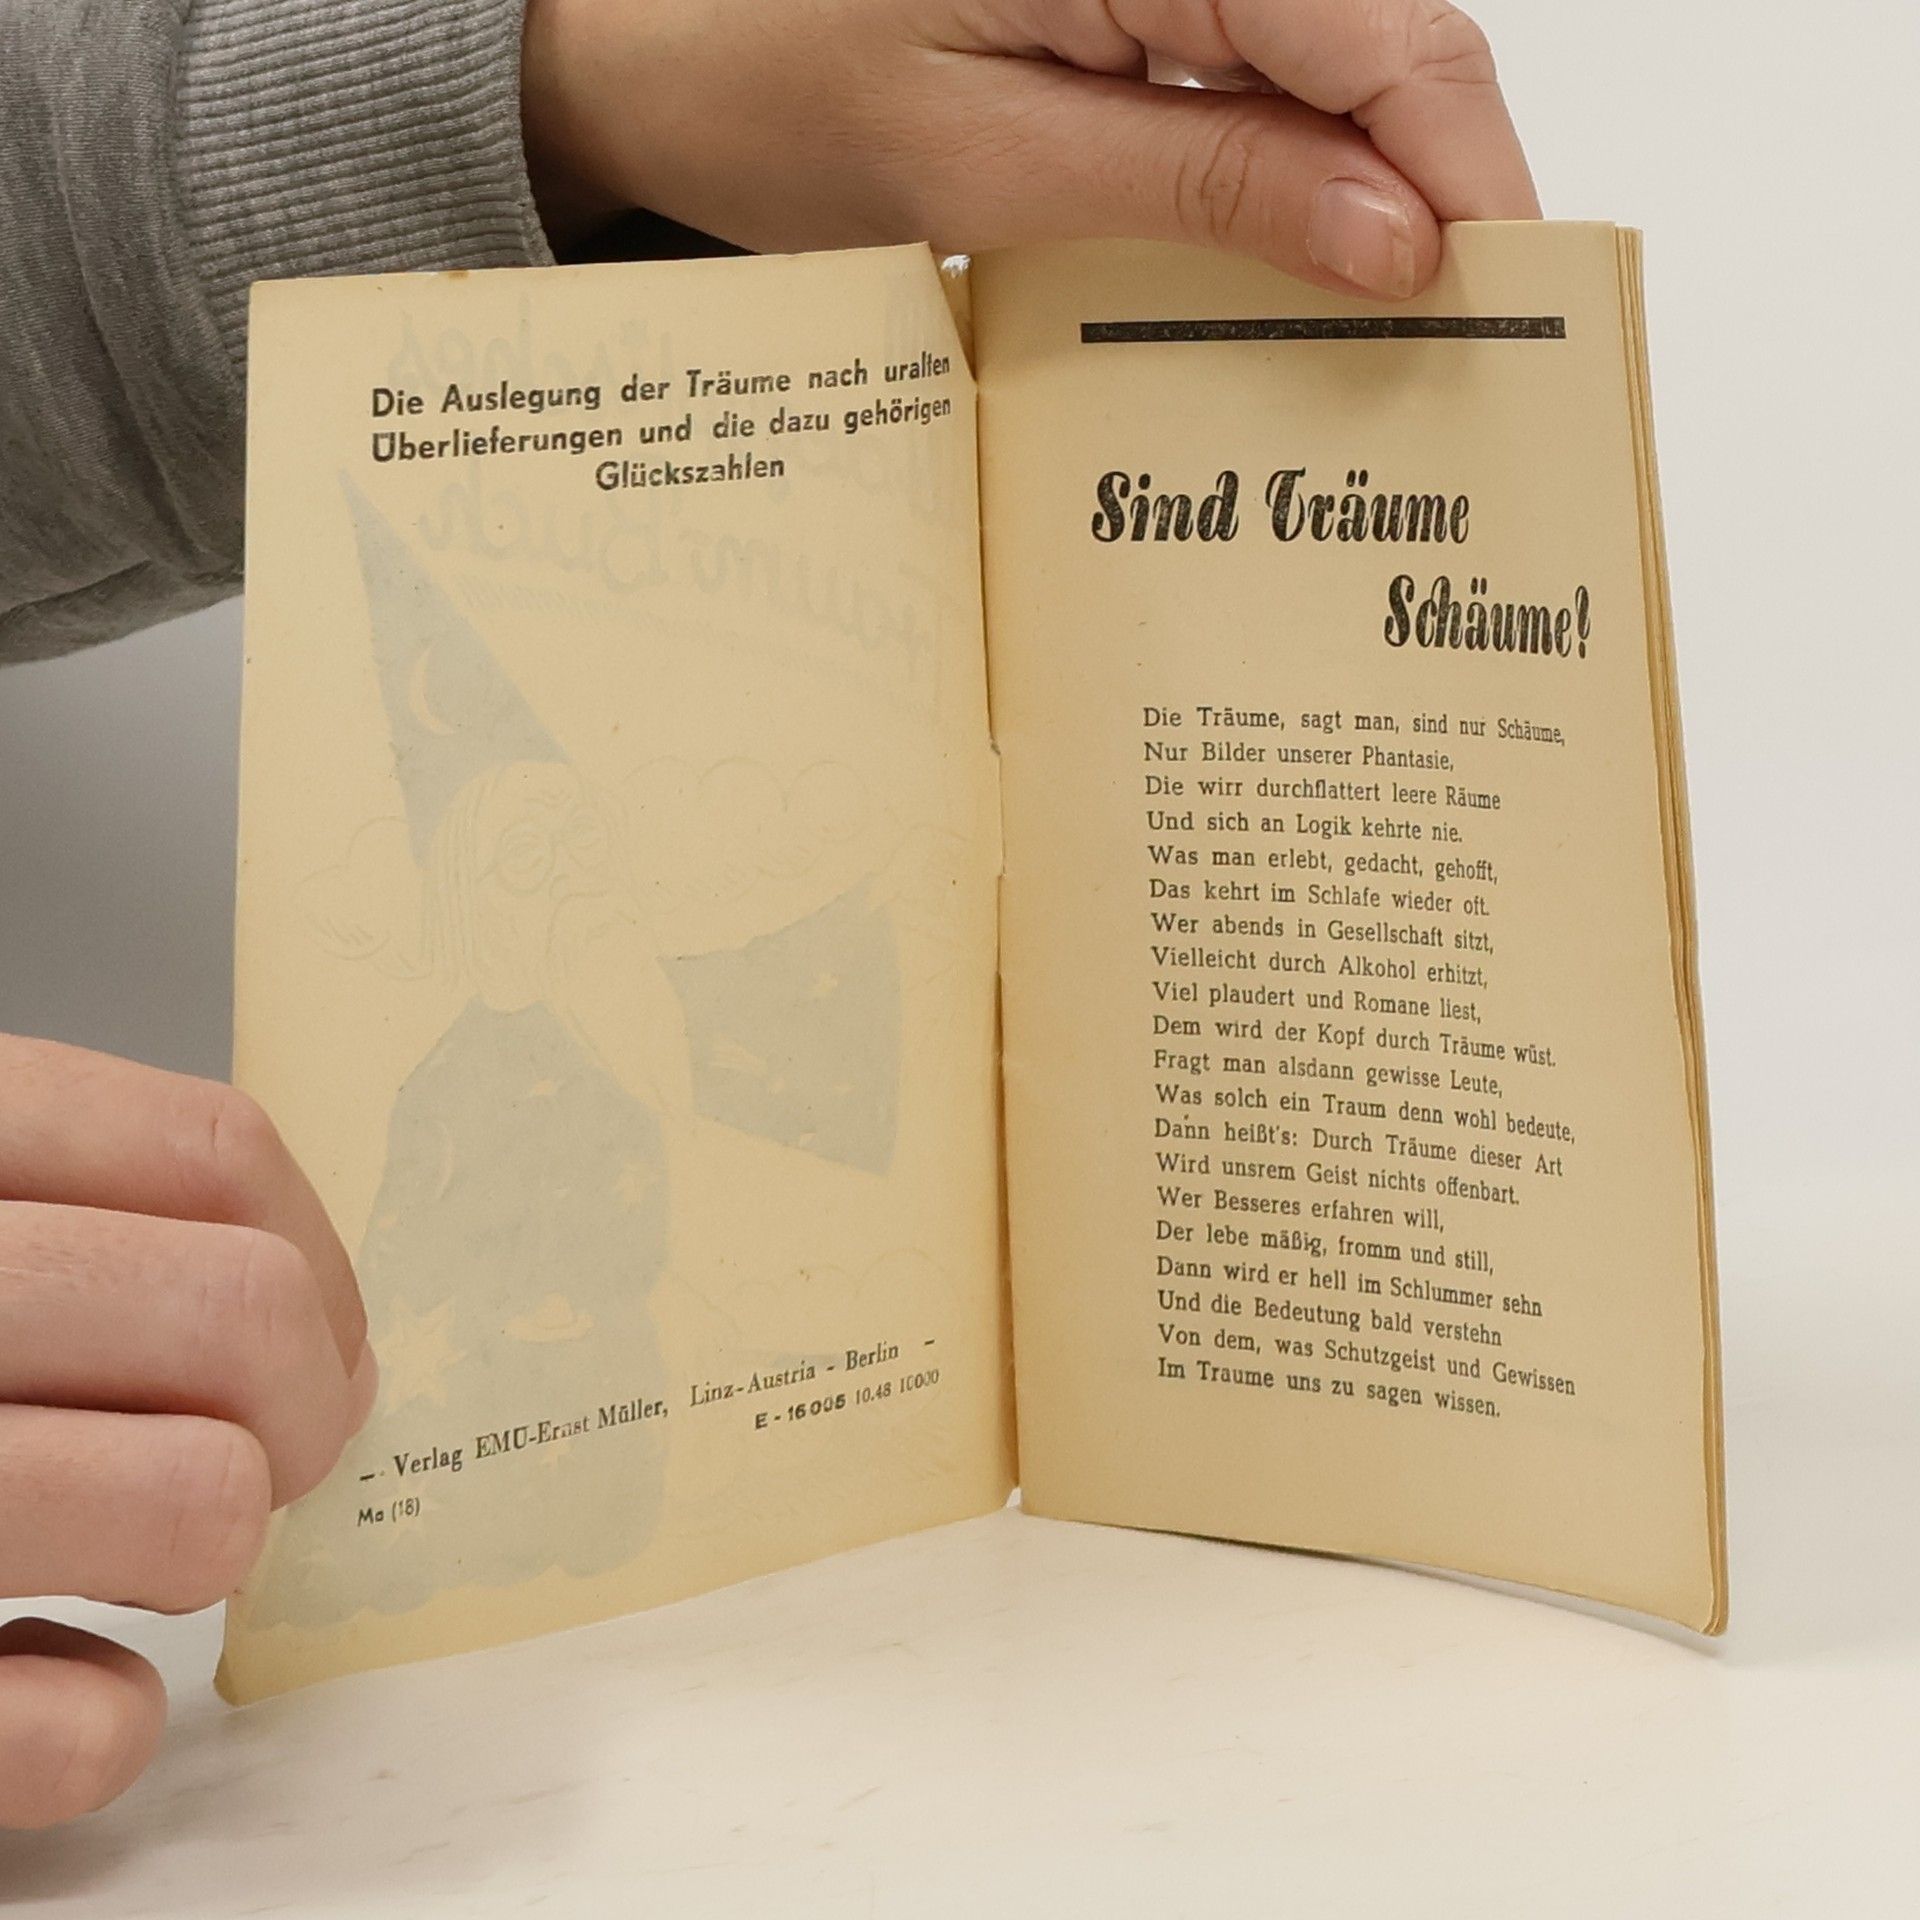 Die Auslegung der Träume nach uralten
Überlieferungen und die dazu gehörigen
Glückszahlen
— Verlag EMU-Ernst Müller, Linz-Austria - Berlin —
E - 16005 10.48 10000
Ma (18)
Sind Träume
Schäume!
Die Träume, sagt man, sind nur Schäume,
Nur Bilder unserer Phantasie,
Die wirr durchflattert leere Räume
Und sich an Logik kehrte nie.
Was man erlebt, gedacht, gehofft,
Das kehrt im Schlafe wieder oft.
Wer abends in Gesellschaft sitzt,
Vielleicht durch Alkohol erhitzt,
Viel plaudert und Romane liest,
Dem wird der Kopf durch Träume wüst.
Fragt man alsdann gewisse Leute,
Was solch ein Traum denn wohl bedeute,
Dann heißt's: Durch Träume dieser Art
Wird unsrem Geist nichts offenbart.
Wer Besseres erfahren will,
Der lebe mäßig, fromm und still,
Dann wird er hell im Schlummer sehn
Und die Bedeutung bald verstehn
Von dem, was Schutzgeist und Gewissen
Im Traume uns zu sagen wissen.